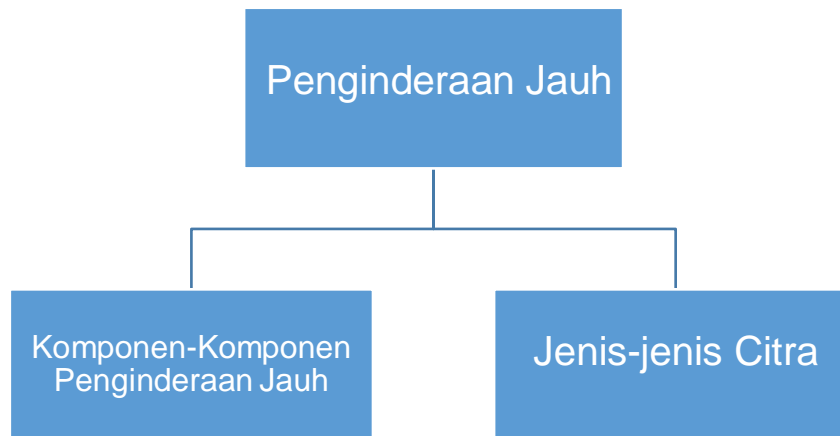 Penginderaan Jauh
Komponen-Komponen
Penginderaan Jauh
Jenis-jenis Citra